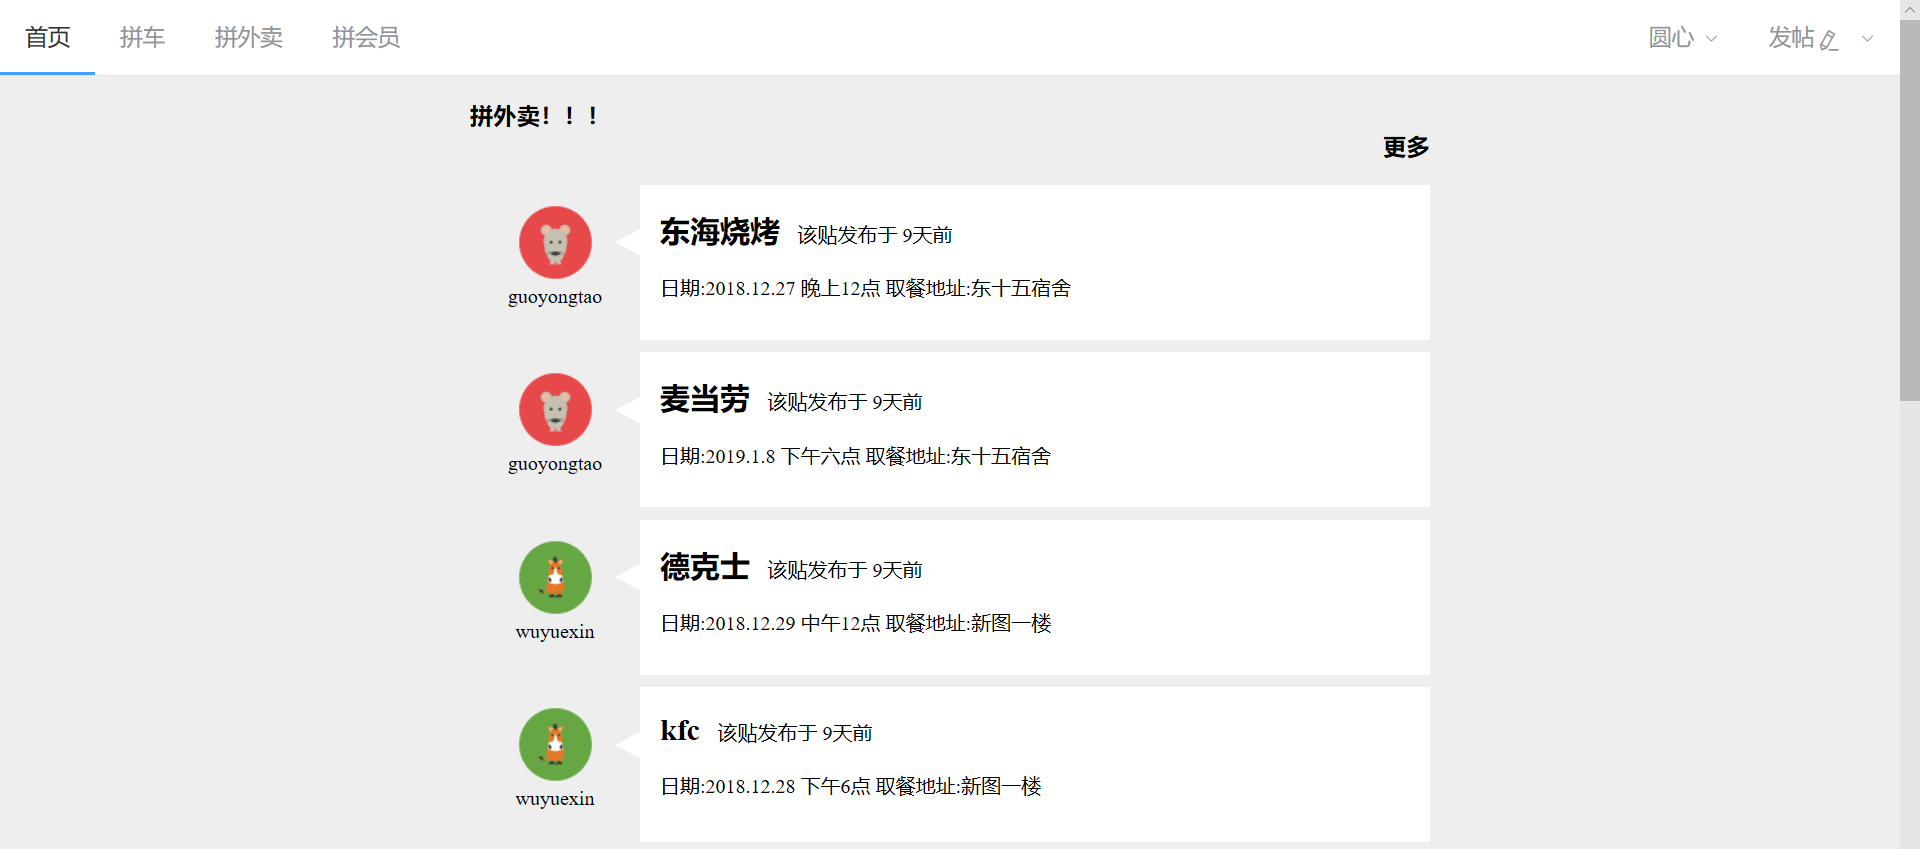 首页 拼车 拼外卖 拼会员 圆心 发帖
拼外卖！！！
更多
东海烧烤 该贴发布于 9天前
日期:2018.12.27 晚上12点 取餐地址:东十五宿舍
guoyongtao
麦当劳 该贴发布于 9天前
日期:2019.1.8 下午六点 取餐地址:东十五宿舍
guoyongtao
德克士 该贴发布于 9天前
日期:2018.12.29 中午12点 取餐地址:新图一楼
wuyuexin
kfc 该贴发布于 9天前
日期:2018.12.28 下午6点 取餐地址:新图一楼
wuyuexin